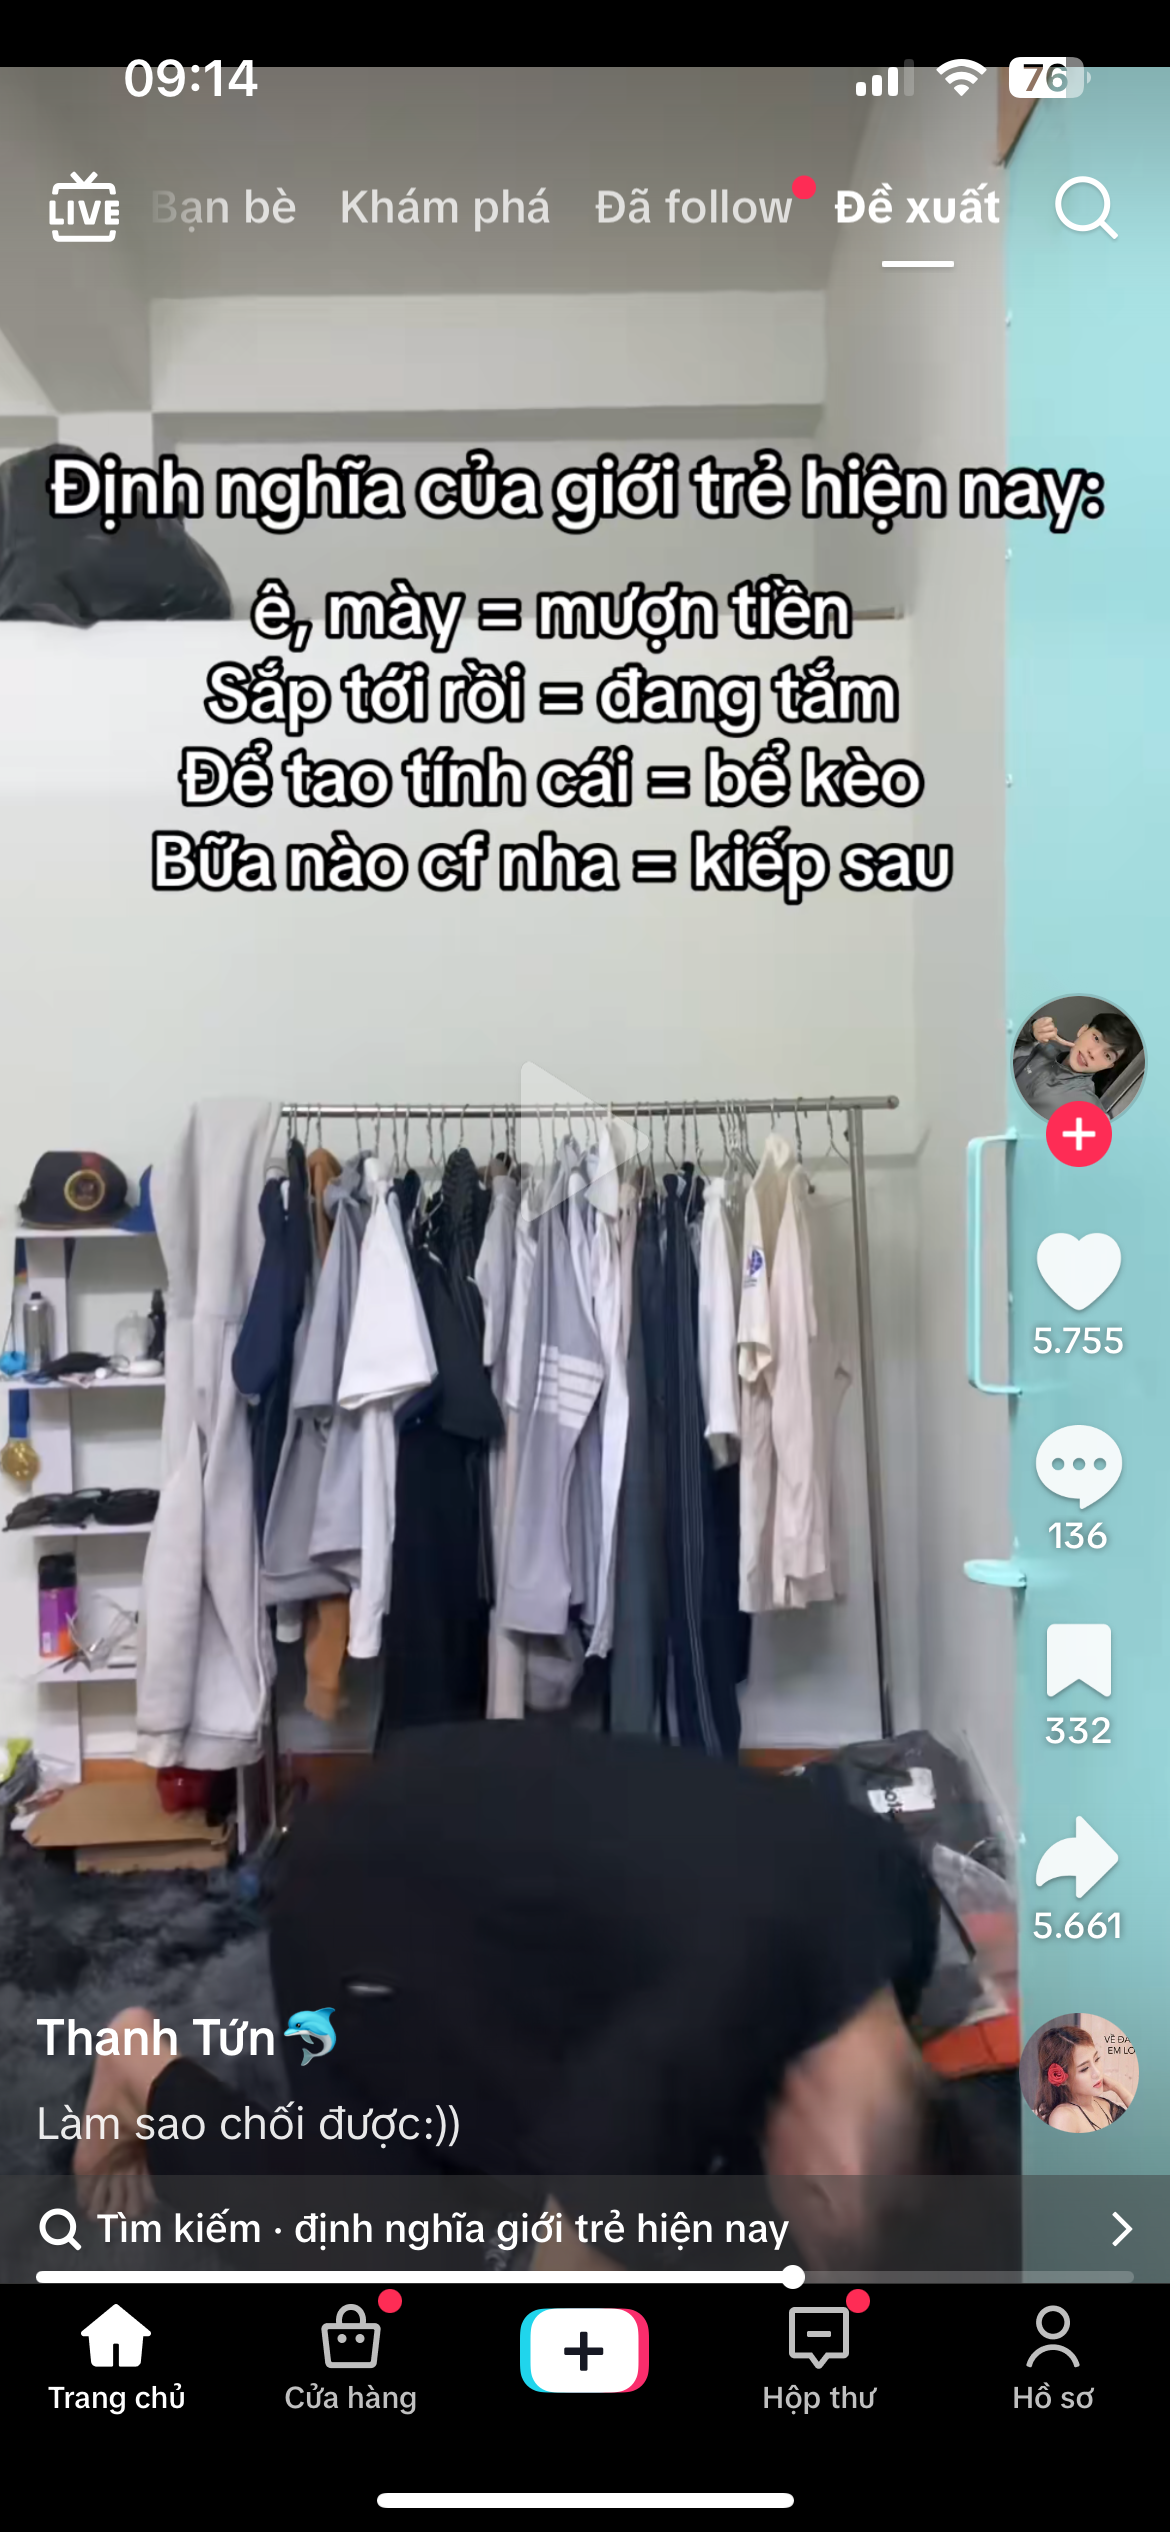 09:14
76
LIVE
Bạn bè
Khám phá
Đã follow
Đề xuất
Định nghĩa của giới trẻ hiện nay:
ê, mày = mượn tiền
Sắp tới rồi = đang tắm
Để tao tính cái = bể kèo
Bữa nào cf nha = kiếp sau
5.755
136
332
5.661
Thanh Tứn🐬
Làm sao chối được:))
VỀ ĐÂ
EM LO
Tìm kiếm · định nghĩa giới trẻ hiện nay
Trang chủ
Cửa hàng
Hộp thư
Hồ sơ